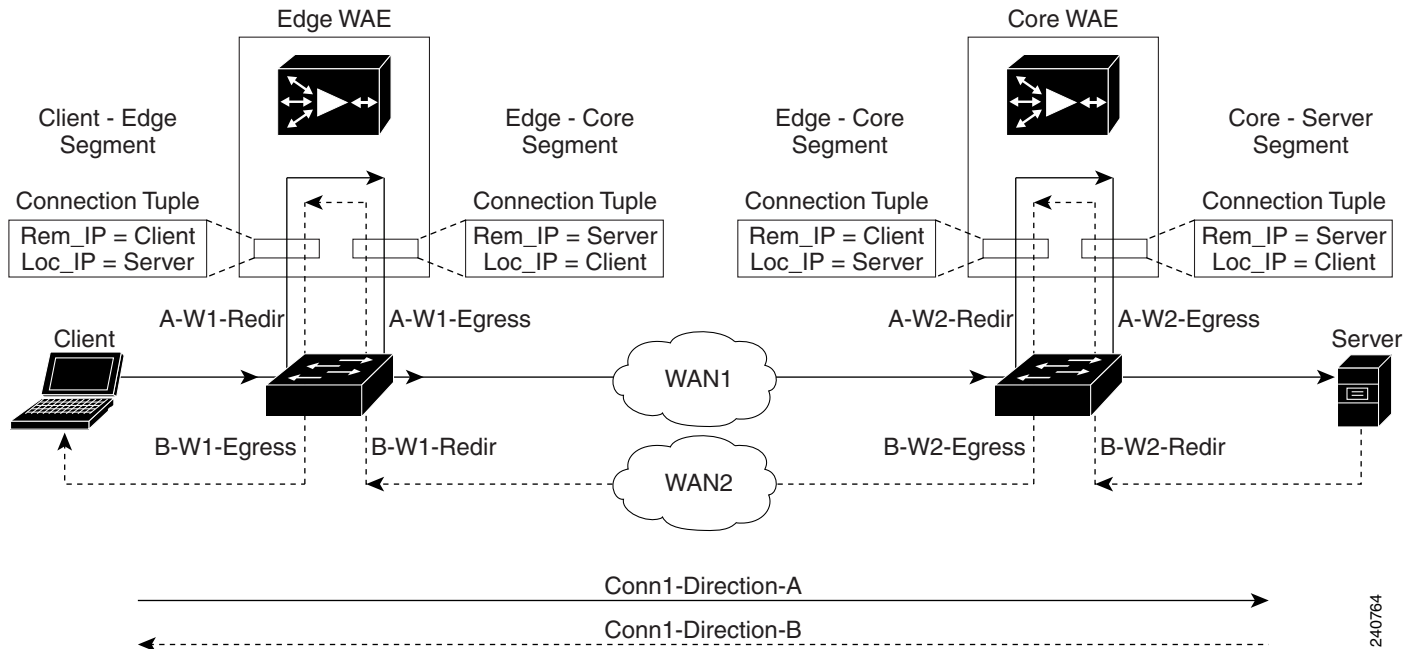 Edge WAE
Core WAE
Client - Edge
Segment
Edge - Core
Segment
Edge - Core
Segment
Core - Server
Segment
Connection Tuple
Rem_IP = Client
Loc_IP = Server
Connection Tuple
Rem_IP = Server
Loc_IP = Client
Connection Tuple
Rem_IP = Client
Loc_IP = Server
Connection Tuple
Rem_IP = Server
Loc_IP = Client
A-W1-Redir
A-W1-Egress
A-W2-Redir
A-W2-Egress
Client
Server
WAN1
B-W1-Egress
B-W1-Redir
B-W2-Egress
B-W2-Redir
WAN2
Conn1-Direction-A
Conn1-Direction-B
240764